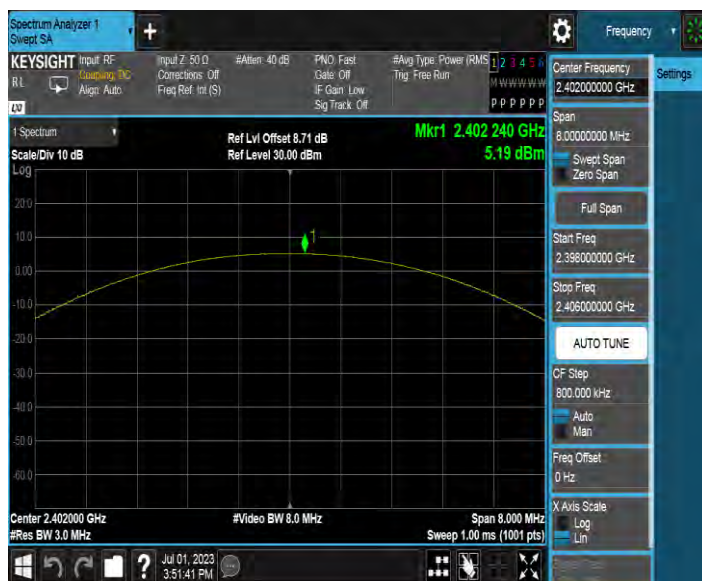 Spectrum Analyzer 1
Swept SA
+
Frequency
KEYSIGHT
Input: RF
Coupling: DC
Align: Auto
Input Z: 50 Ω
Corrections: Off
Freq Ref: Int (S)
#Atten: 40 dB
PNO: Fast
Gate: Off
IF Gain: Low
Sig Track: Off
#Avg Type: Power (RMS
Trig: Free Run
1 2 3 4 5 6
M W W W W W
P P P P P P
RL
LXI
1 Spectrum
Scale/Div 10 dB
Ref Lvl Offset 8.71 dB
Ref Level 30.00 dBm
Mkr1 2.402 240 GHz
5.19 dBm
Log
20.0
10.0
0.00
-10.0
-20.0
-30.0
-40.0
-50.0
-60.0
1
Center 2.402000 GHz
#Res BW 3.0 MHz
#Video BW 8.0 MHz
Span 8.000 MHz
Sweep 1.00 ms (1001 pts)
Center Frequency
2.402000000 GHz
Settings
Span
8.00000000 MHz
Swept Span
Zero Span
Full Span
Start Freq
2.398000000 GHz
Stop Freq
2.406000000 GHz
AUTO TUNE
CF Step
800.000 kHz
Auto
Man
Freq Offset
0 Hz
X Axis Scale
Log
Lin
?
Jul 01, 2023
3:51:41 PM